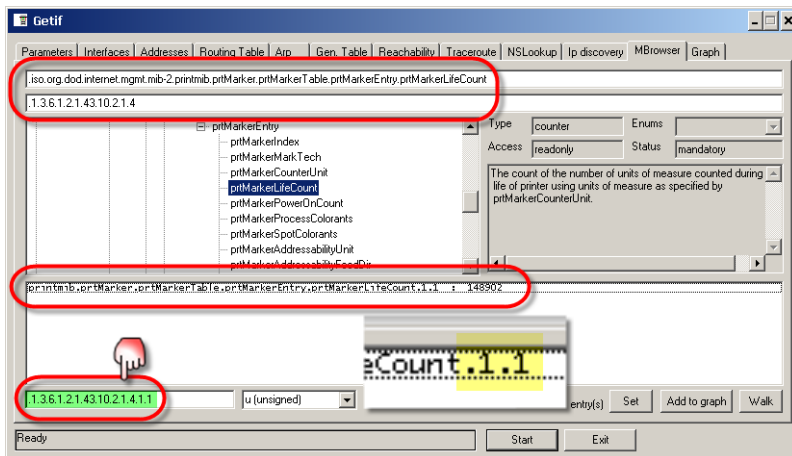 Getif
Parameters Interfaces Addresses Routing Table Arp Gen. Table Reachability Traceroute NSLookup Ip discovery MBrowser Graph
.iso.org.dod.internet.mgmt.mib-2.printmib.prtMarker.prtMarkerTable.prtMarkerEntry.prtMarkerLifeCount
.1.3.6.1.2.1.43.10.2.1.4
prtMarkerEntry
prtMarkerIndex
prtMarkerMarkTech
prtMarkerCounterUnit
prtMarkerLifeCount
prtMarkerPowerOnCount
prtMarkerProcessColorants
prtMarkerSpotColorants
prtMarkerAddressabilityUnit
prtMarkerAddressabilityFeedDir
Type counter Enums
Access readonly Status mandatory
The count of the number of units of measure counted during
life of printer using units of measure as specified by
prtMarkerCounterUnit.
printmib.prtMarker.prtMarkerTable.prtMarkerEntry.prtMarkerLifeCount.1.1 : 148902
eCount.1.1
.1.3.6.1.2.1.43.10.2.1.4.1.1 u (unsigned) entry(s) Set Add to graph Walk
Ready Start Exit